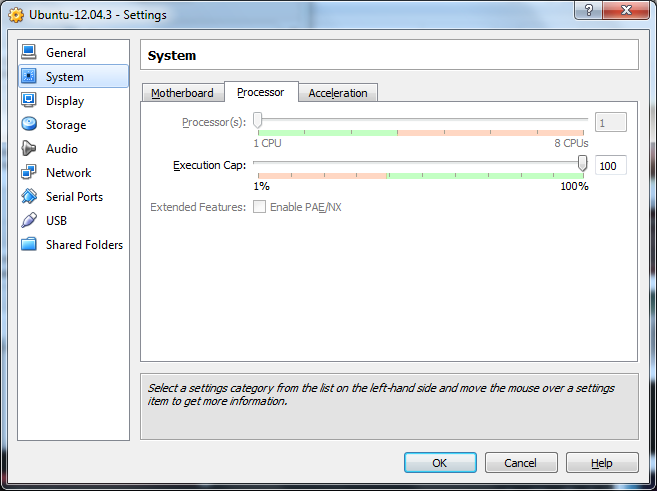 Ubuntu-12.04.3 - Settings
?
General
System
Display
Storage
Audio
Network
Serial Ports
USB
Shared Folders
System
Motherboard
Processor
Acceleration
Processor(s):
1
1 CPU
8 CPUs
Execution Cap:
100
1%
100%
Extended Features:
Enable PAE/NX
Select a settings category from the list on the left-hand side and move the mouse over a settings
item to get more information.
OK
Cancel
Help